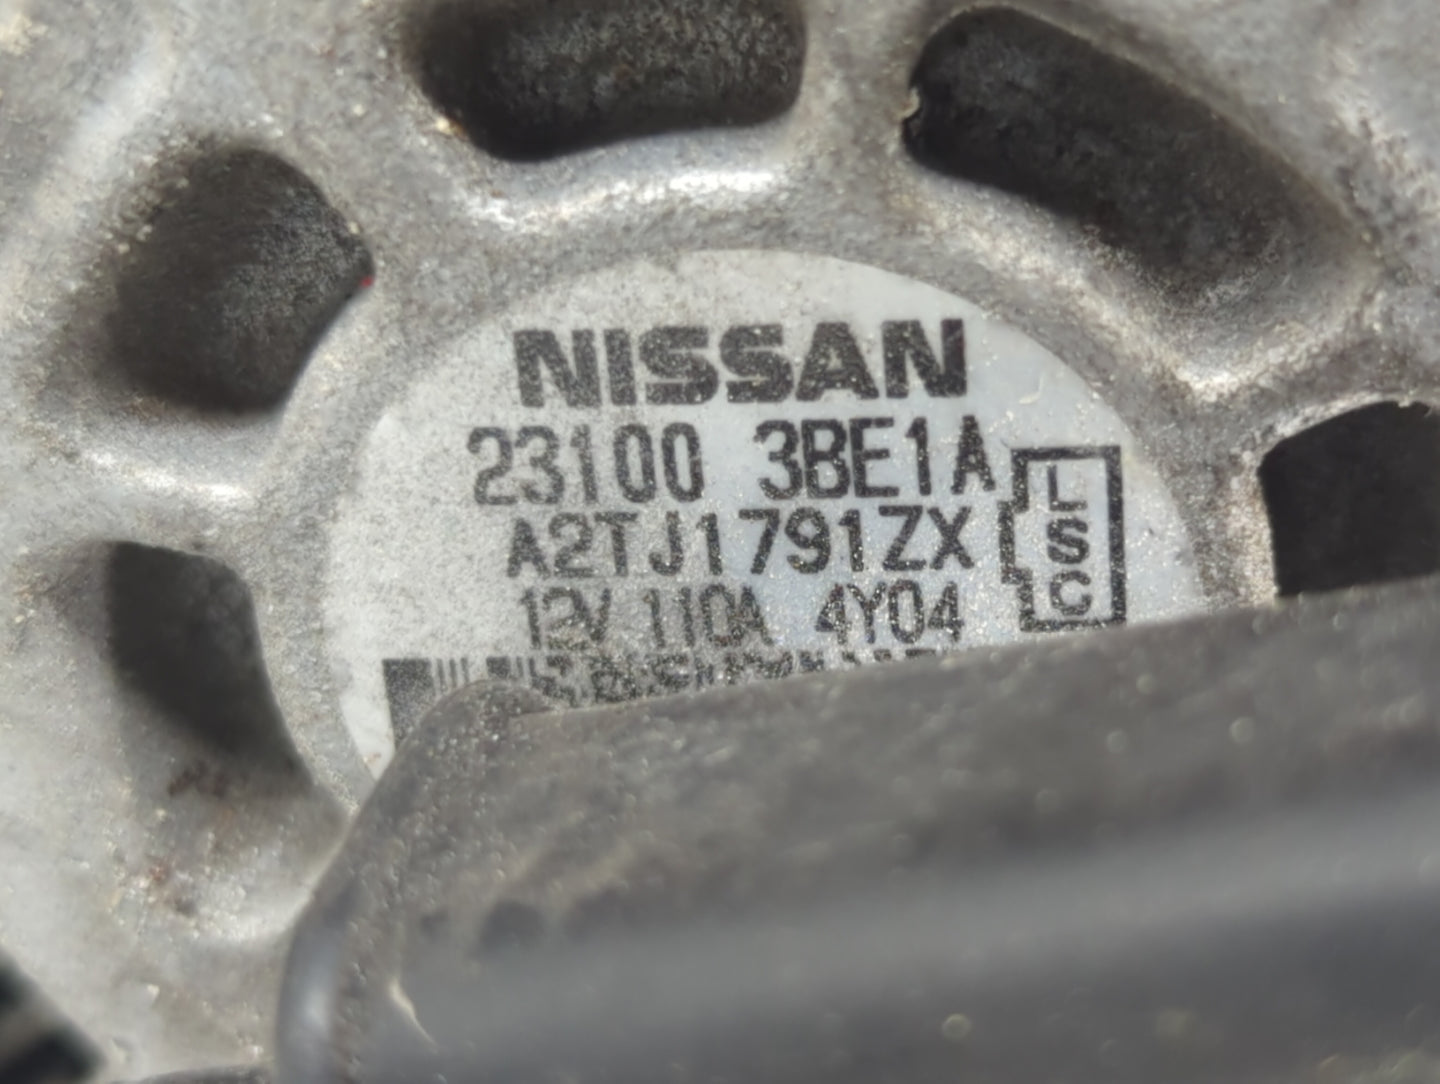 NISSAN
23100 3BE1A
A2TJ1791ZX
12V 110A 4Y04
L
S
C